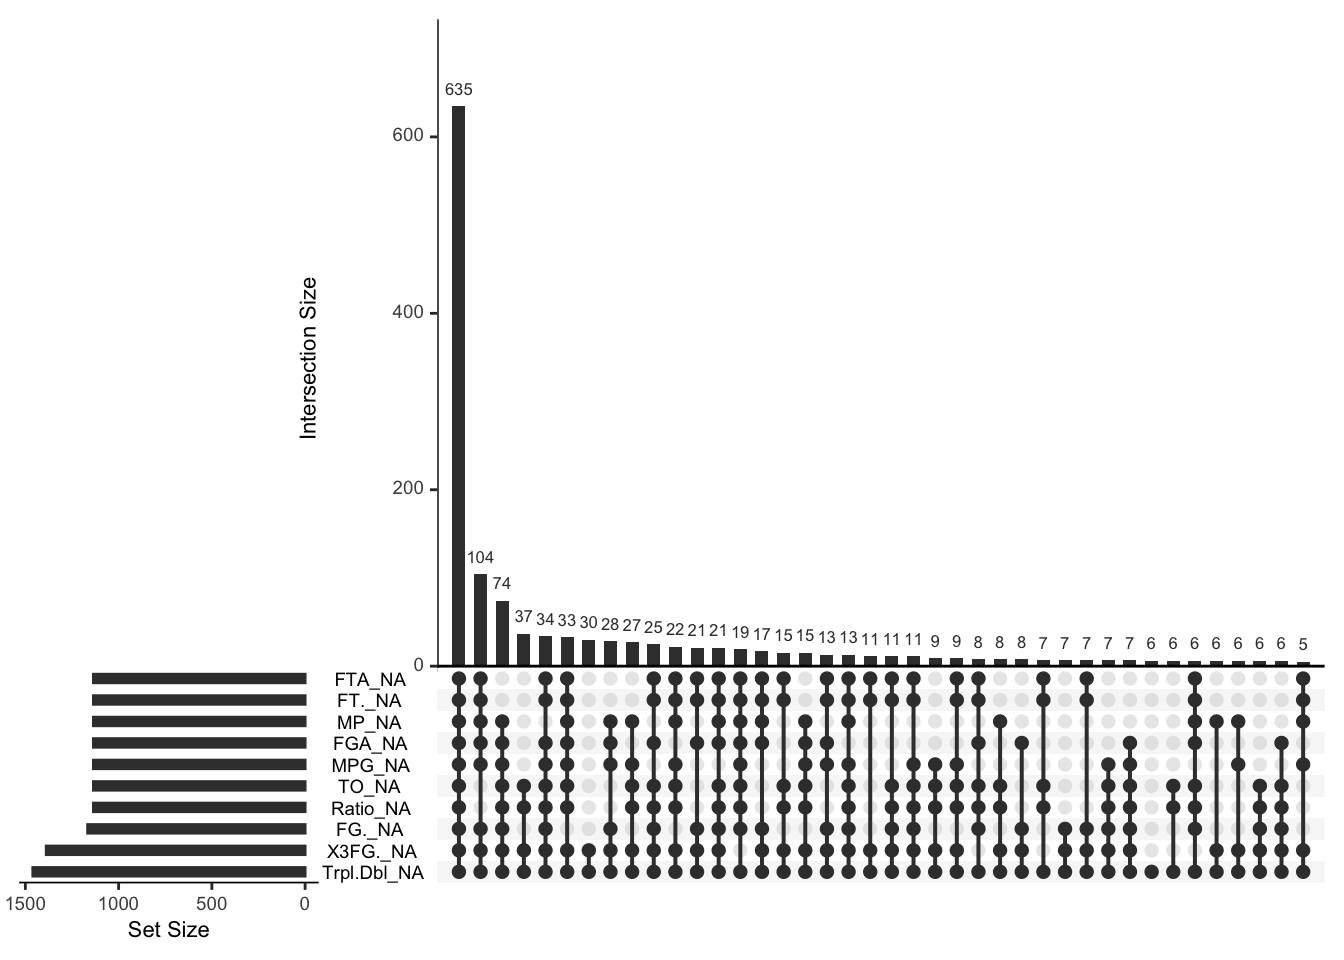 635
600
Intersection Size
400
200
104
74
37 34 33 30 28 27 25 22 21 21 19 17 15 15 13 13 11 11 11 9 9 8 8 8 7 7 7 7 7 6 6 6 6 6 6 6 5
0
FTA_NA
FT._NA
MP_NA
FGA_NA
MPG_NA
TO_NA
Ratio_NA
FG._NA
X3FG._NA
Trpl.Dbl_NA
1500 1000 500 0
Set Size